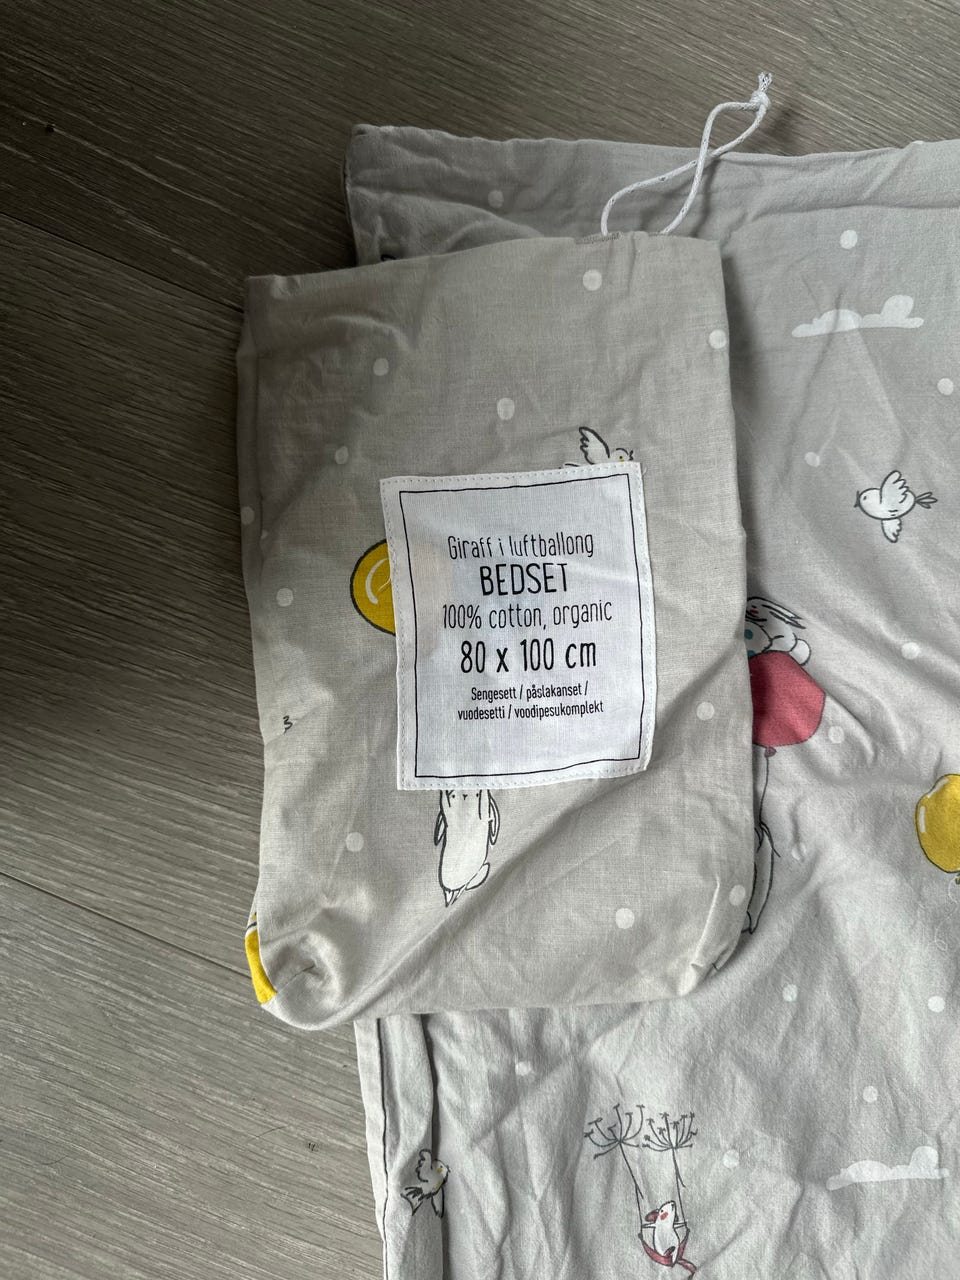 Giraff i luftballong
BEDSET
100% cotton, organic
80 x 100 cm
Sengesett / påslakanset /
vuodesetti / voodipesukomplekt